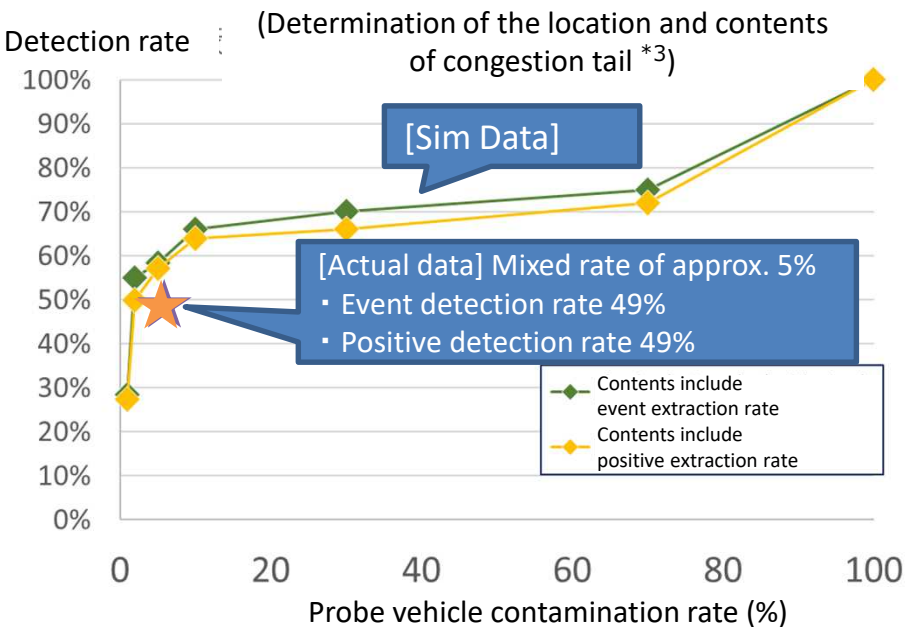 Detection rate
(Determination of the location and contents
of congestion tail *3)
100%
90%
80%
70%
60%
50%
40%
30%
20%
10%
0%
[Sim Data]
[Actual data] Mixed rate of approx. 5%
・Event detection rate 49%
・Positive detection rate 49%
Contents include
event extraction rate
Contents include
positive extraction rate
0 20 40 60 80 100
Probe vehicle contamination rate (%)